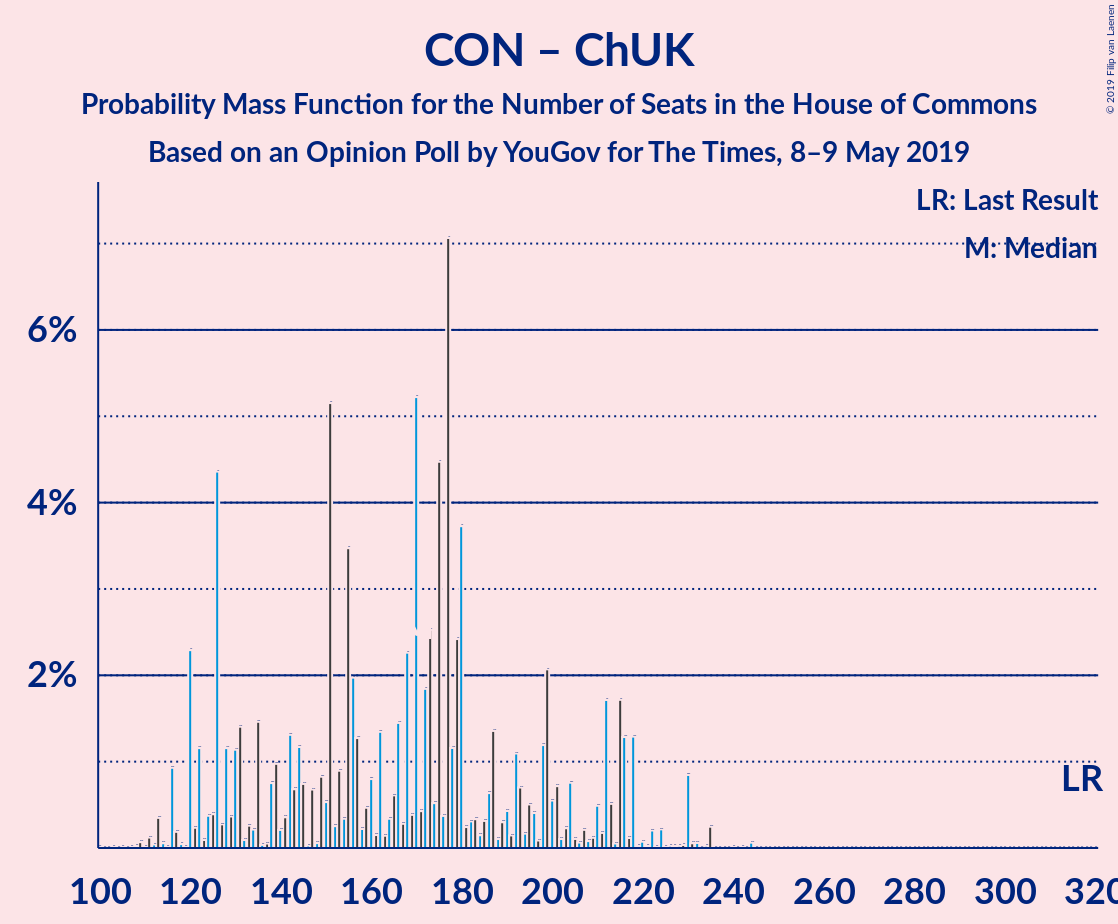 CON – ChUK
Probability Mass Function for the Number of Seats in the House of Commons
Based on an Opinion Poll by YouGov for The Times, 8–9 May 2019
© 2019 Filip van Laenen
LR: Last Result
M: Median
6%
4%
2%
LR
100 120 140 160 180 200 220 240 260 280 300 320